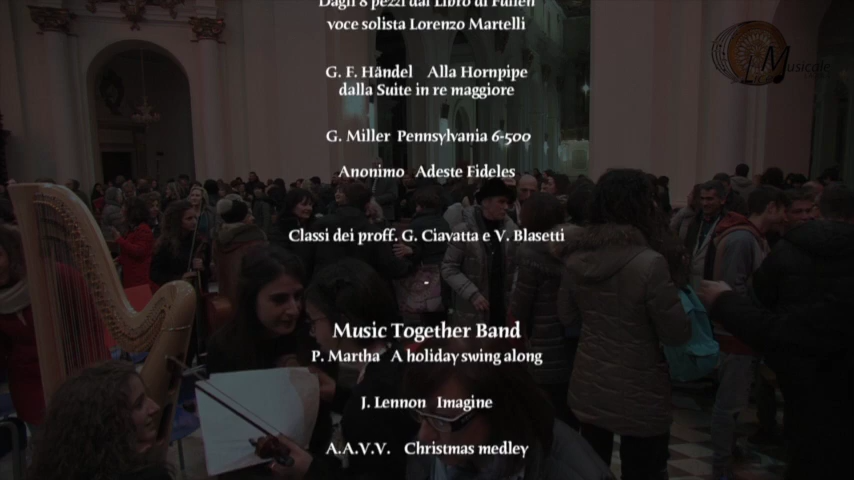 Dagli 8 pezzi dal Libro di Fullen
voce solista Lorenzo Martelli
G. F. Händel Alla Hornpipe
dalla Suite in re maggiore
G. Miller Pennsylvania 6-500
Anonimo Adeste Fideles
Classi dei proff. G. Ciavatta e V. Blasetti
Music Together Band
P. Martha A holiday swing along
J. Lennon Imagine
A.A.V.V. Christmas medley
Musicale